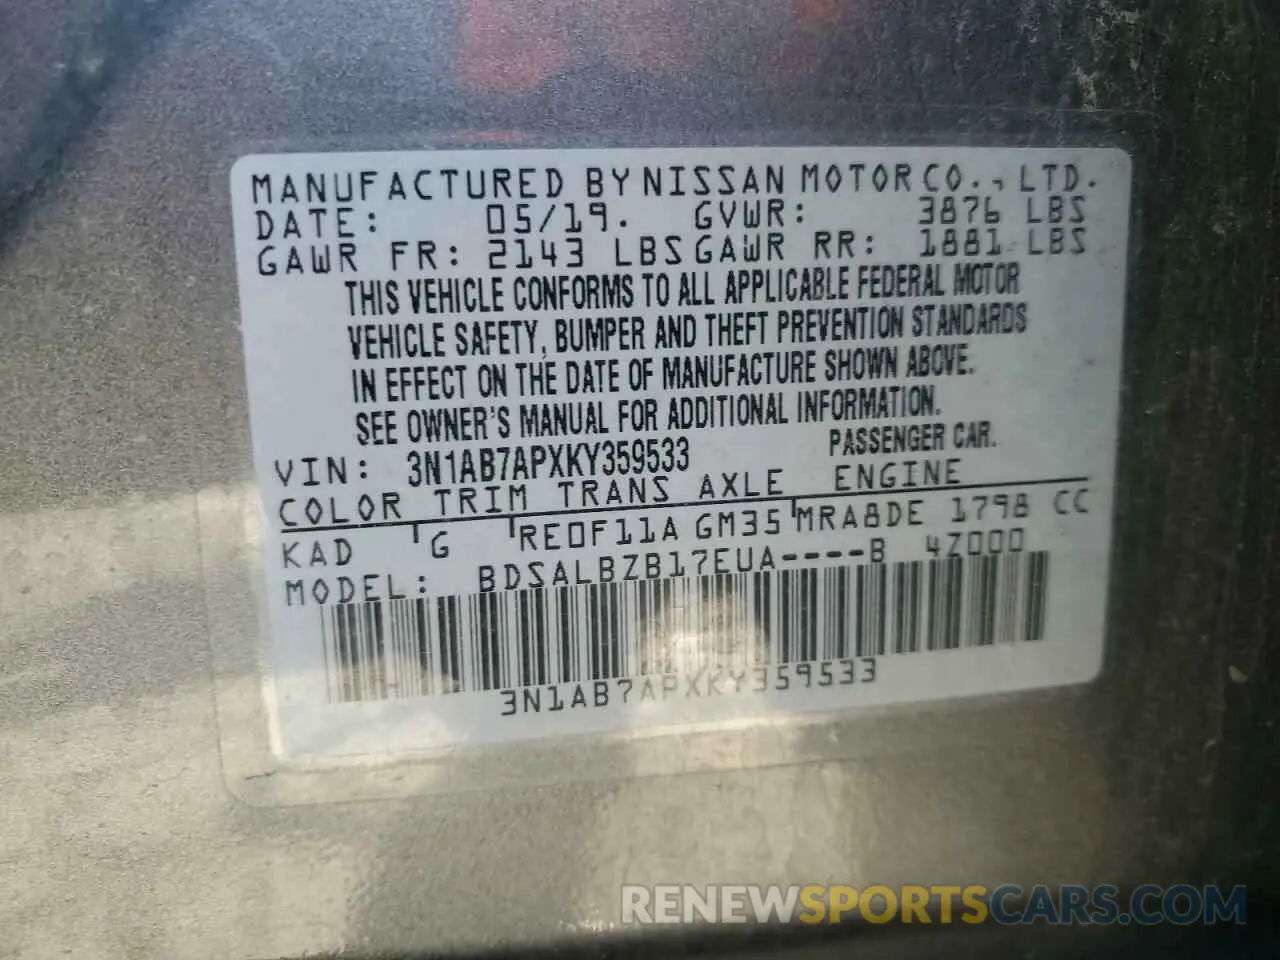 MANUFACTURED BY NISSAN MOTOR CO., LTD.
DATE: 05/19. GVWR: 3876 LBS
GAWR FR: 2143 LBS GAWR RR: 1881 LBS
THIS VEHICLE CONFORMS TO ALL APPLICABLE FEDERAL MOTOR
VEHICLE SAFETY, BUMPER AND THEFT PREVENTION STANDARDS
IN EFFECT ON THE DATE OF MANUFACTURE SHOWN ABOVE.
SEE OWNER'S MANUAL FOR ADDITIONAL INFORMATION.
VIN: 3N1AB7APXKY359533 PASSENGER CAR.
COLOR TRIM TRANS AXLE ENGINE
KAD G RE0F11A GM35 MRA8DE 1798 CC
MODEL: BDSALBZB17EUA----B 4Z000
3N1AB7APXKY359533
RENEWSPORTSCARS.COM